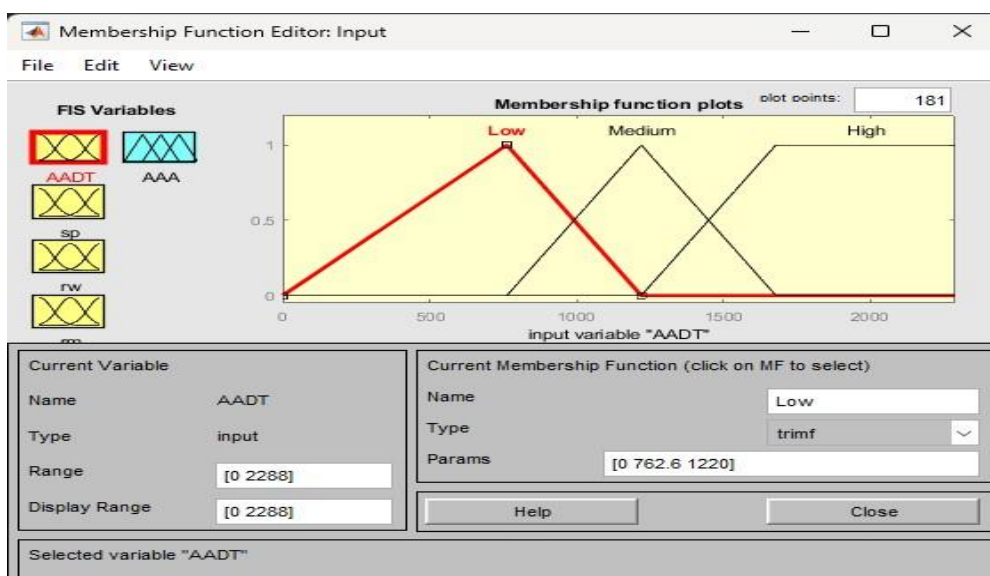 Membership Function Editor: Input
File Edit View
FIS Variables
AADT
AAA
sp
rw
Membership function plots
plot points:
181
Low
Medium
High
1
0.5
0
0 500 1000 1500 2000
input variable "AADT"
Current Variable
Name AADT
Type input
Range [0 2288]
Display Range [0 2288]
Current Membership Function (click on MF to select)
Name Low
Type trimf
Params [0 762.6 1220]
Help Close
Selected variable "AADT"